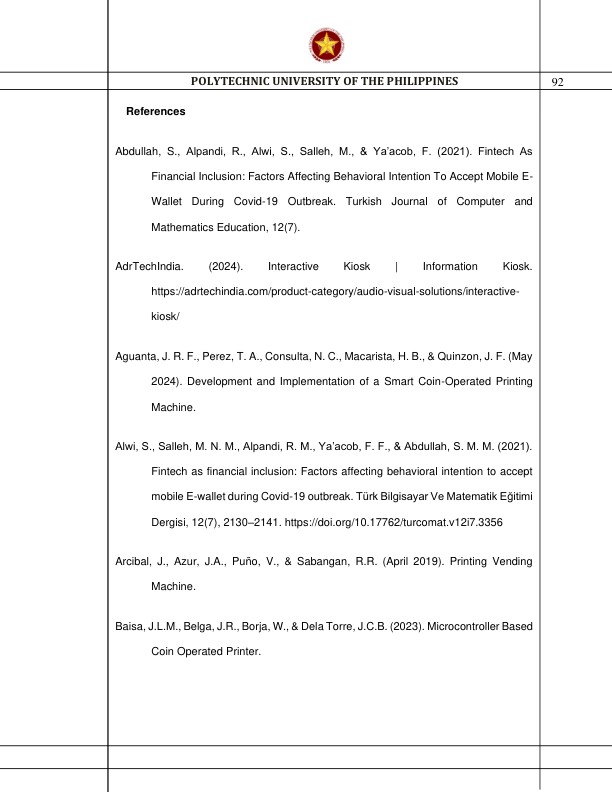 POLYTECHNIC UNIVERSITY OF THE PHILIPPINES 92
References
Abdullah, S., Alpandi, R., Alwi, S., Salleh, M., & Ya’acob, F. (2021). Fintech As
Financial Inclusion: Factors Affecting Behavioral Intention To Accept Mobile E-
Wallet During Covid-19 Outbreak. Turkish Journal of Computer and
Mathematics Education, 12(7).
AdrTechIndia. (2024). Interactive Kiosk | Information Kiosk.
https://adrtechindia.com/product-category/audio-visual-solutions/interactive-
kiosk/
Aguanta, J. R. F., Perez, T. A., Consulta, N. C., Macarista, H. B., & Quinzon, J. F. (May
2024). Development and Implementation of a Smart Coin-Operated Printing
Machine.
Alwi, S., Salleh, M. N. M., Alpandi, R. M., Ya’acob, F. F., & Abdullah, S. M. M. (2021).
Fintech as financial inclusion: Factors affecting behavioral intention to accept
mobile E-wallet during Covid-19 outbreak. Türk Bilgisayar Ve Matematik Eğitimi
Dergisi, 12(7), 2130–2141. https://doi.org/10.17762/turcomat.v12i7.3356
Arcibal, J., Azur, J.A., Puño, V., & Sabangan, R.R. (April 2019). Printing Vending
Machine.
Baisa, J.L.M., Belga, J.R., Borja, W., & Dela Torre, J.C.B. (2023). Microcontroller Based
Coin Operated Printer.